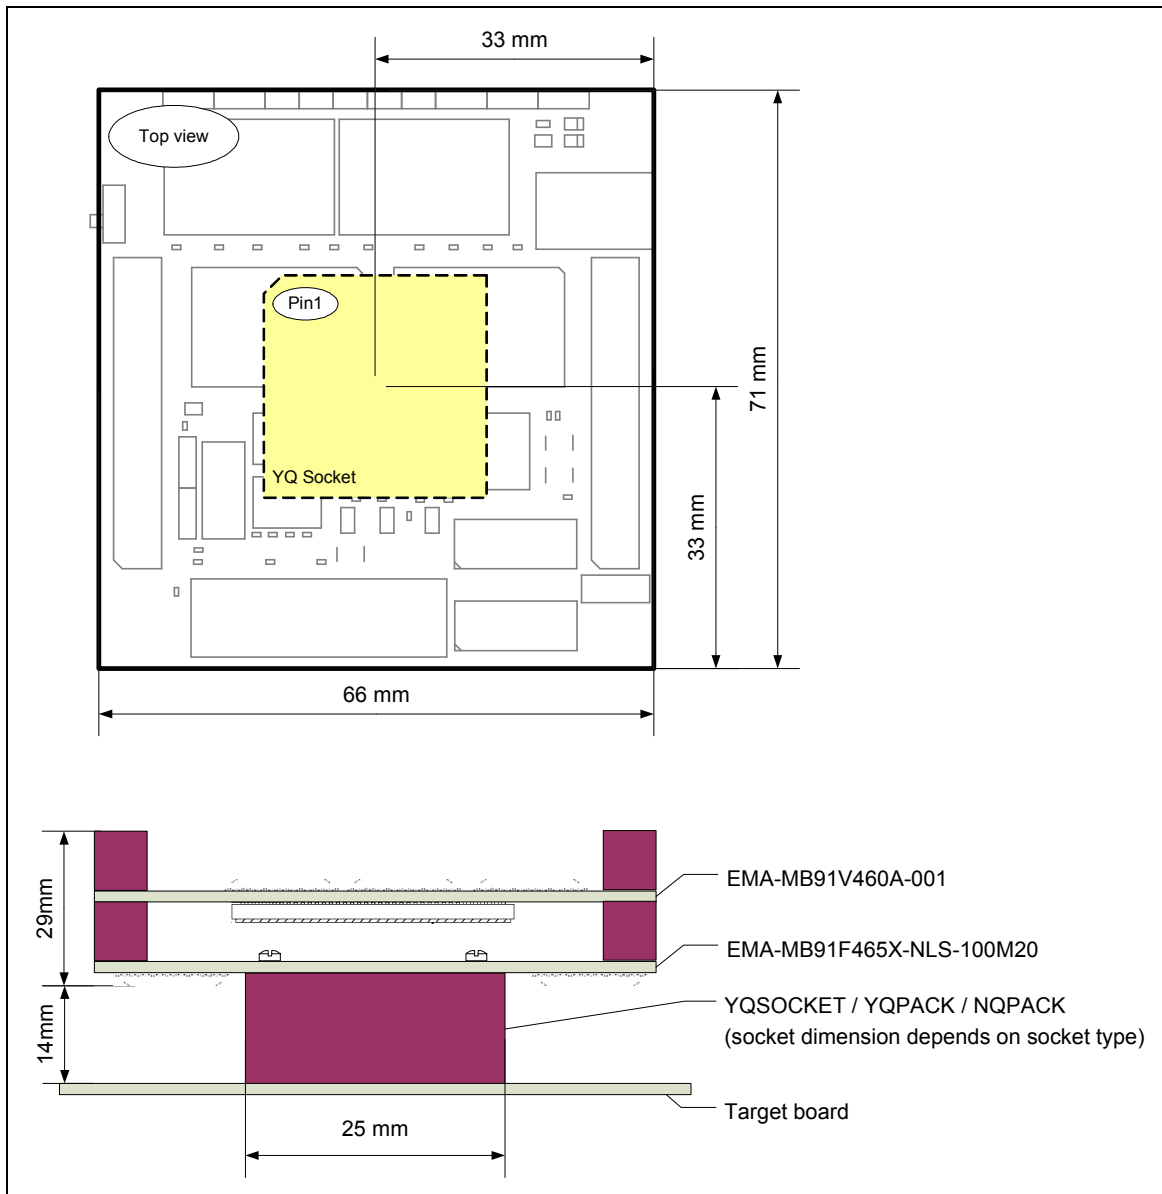 33 mm
Top view
Pin1
71 mm
YQ Socket
33 mm
66 mm
29mm
EMA-MB91V460A-001
EMA-MB91F465X-NLS-100M20
14mm
YQSOCKET / YQPACK / NQPACK
(socket dimension depends on socket type)
Target board
25 mm